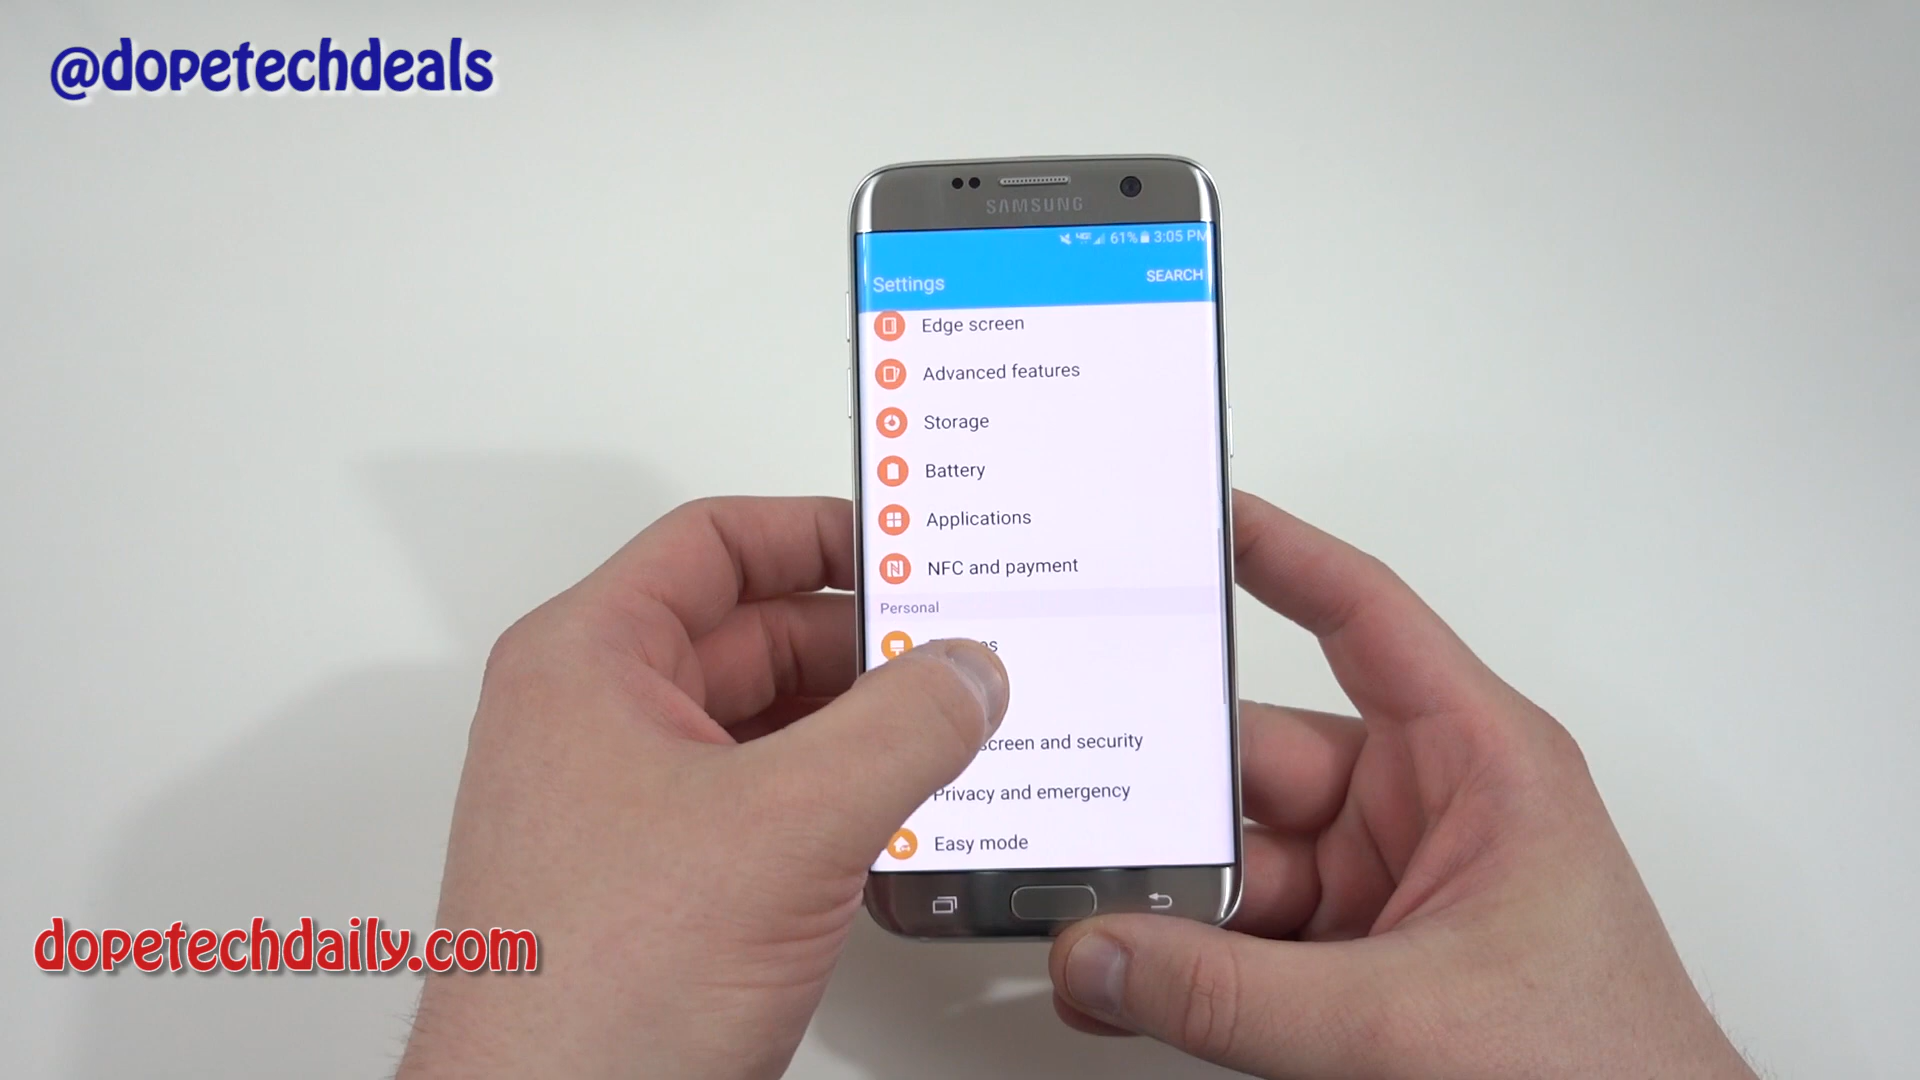 @dopetechdeals
SAMSUNG
61% 3:05 PM
Settings SEARCH
Edge screen
Advanced features
Storage
Battery
Applications
NFC and payment
Personal
screen and security
Privacy and emergency
Easy mode
dopetechdaily.com